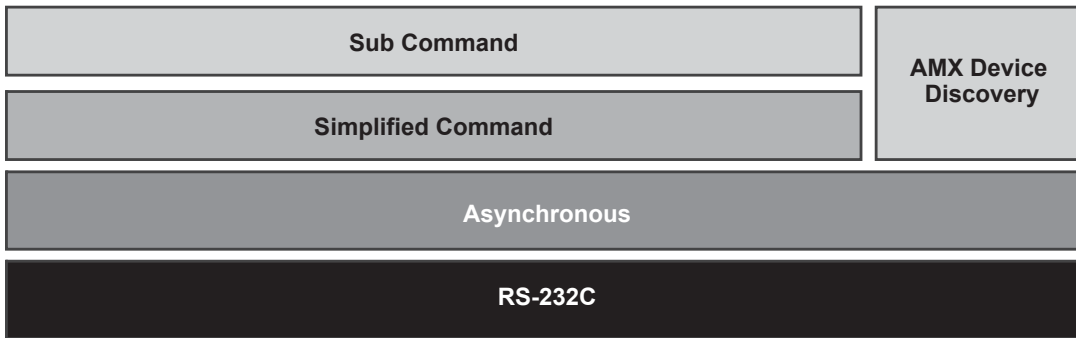 Sub Command
AMX Device
Discovery
Simplified Command
Asynchronous
RS-232C